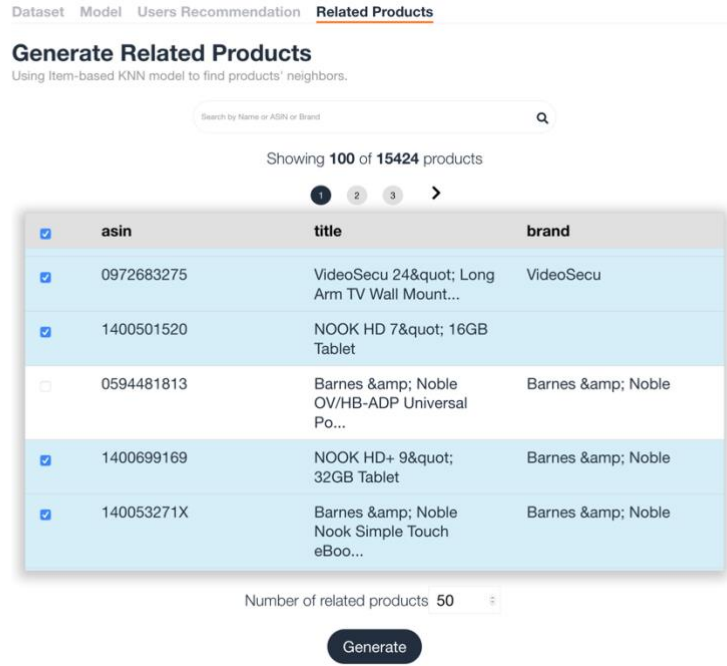 Dataset Model Users Recommendation Related Products
Generate Related Products
Using Item-based KNN model to find products' neighbors.
Search by Name or ASIN or Brand
Showing 100 of 15424 products
1 2 3
asin title brand
0972683275 VideoSecu 24&quot; Long VideoSecu
Arm TV Wall Mount...
1400501520 NOOK HD 7&quot; 16GB
Tablet
0594481813 Barnes &amp; Noble Barnes &amp; Noble
OV/HB-ADP Universal
Po...
1400699169 NOOK HD+ 9&quot; Barnes &amp; Noble
32GB Tablet
140053271X Barnes &amp; Noble Barnes &amp; Noble
Nook Simple Touch
eBoo...
Number of related products 50
Generate